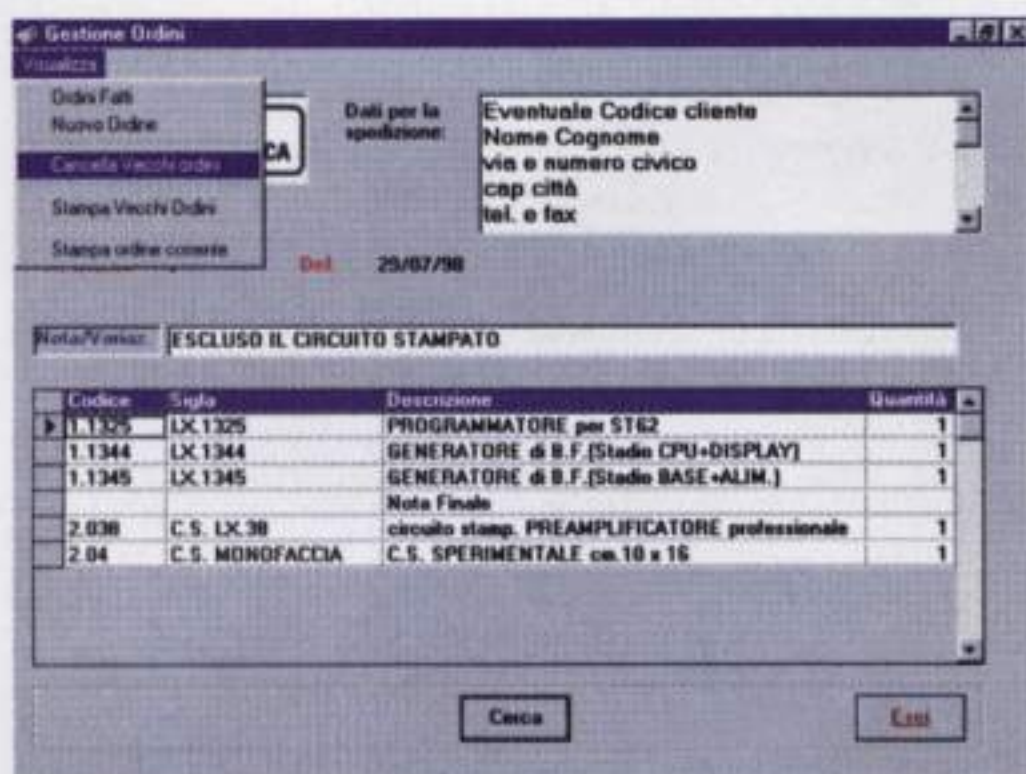 Gestione Ordini
Visualizza
Ordini Fatti
Nuovo Ordine
Cancella Vecchi ordini
Stampa Vecchi Ordini
Stampa ordine corrente
CA
Dati per la
spedizione:
Eventuale Codice cliente
Nome Cognome
via e numero civico
cap città
tel. e fax
Del 29/07/98
Nota/Variaz. ESCLUSO IL CIRCUITO STAMPATO
Codice Sigla Descrizione Quantità
1.1325 LX.1325 PROGRAMMATORE per ST62 1
1.1344 LX.1344 GENERATORE di B.F.(Stadio CPU+DISPLAY) 1
1.1345 LX.1345 GENERATORE di B.F.(Stadio BASE+ALIM.) 1
Nota Finale
2.038 C.S. LX.38 circuito stamp. PREAMPLIFICATORE professionale 1
2.04 C.S. MONOFACCIA C.S. SPERIMENTALE cm.10 x 16 1
Cerca
Esci